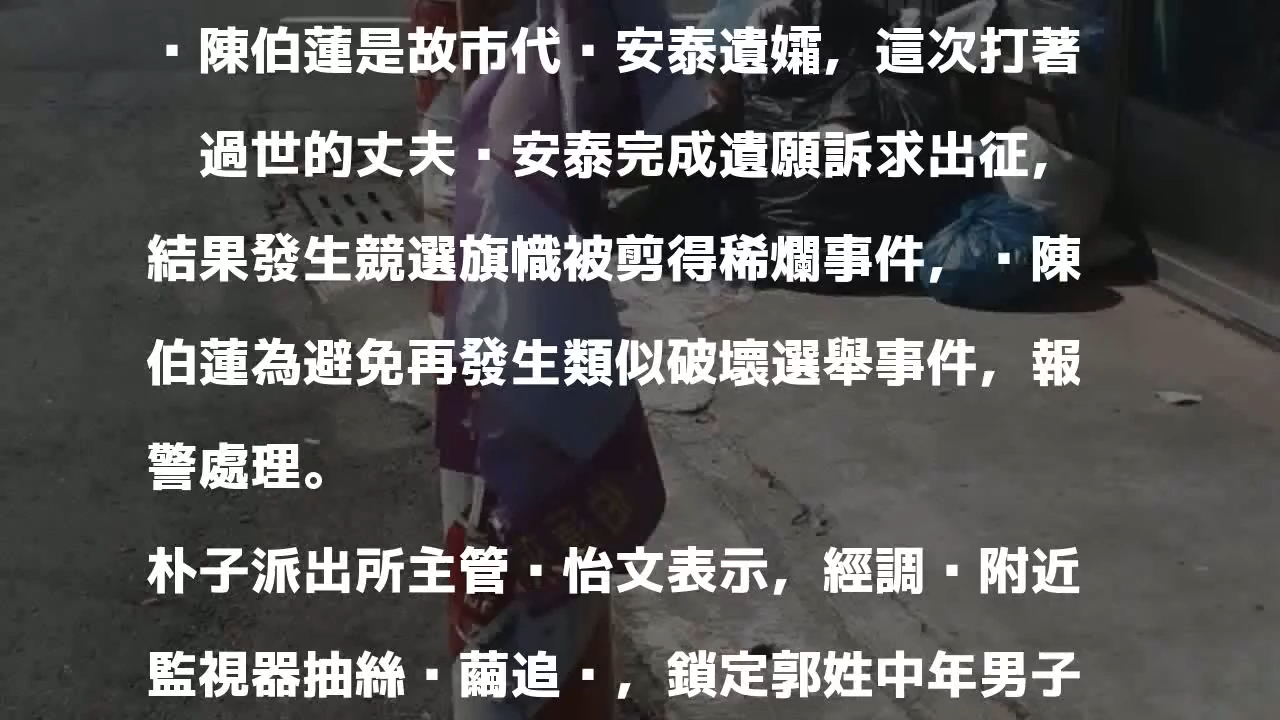 ·陳伯蓮是故市代·安泰遺孀，這次打著
過世的丈夫·安泰完成遺願訴求出征，
結果發生競選旗幟被剪得稀爛事件，·陳
伯蓮為避免再發生類似破壞選舉事件，報
警處理。
朴子派出所主管·怡文表示，經調·附近
監視器抽絲·繭追·，鎖定郭姓中年男子